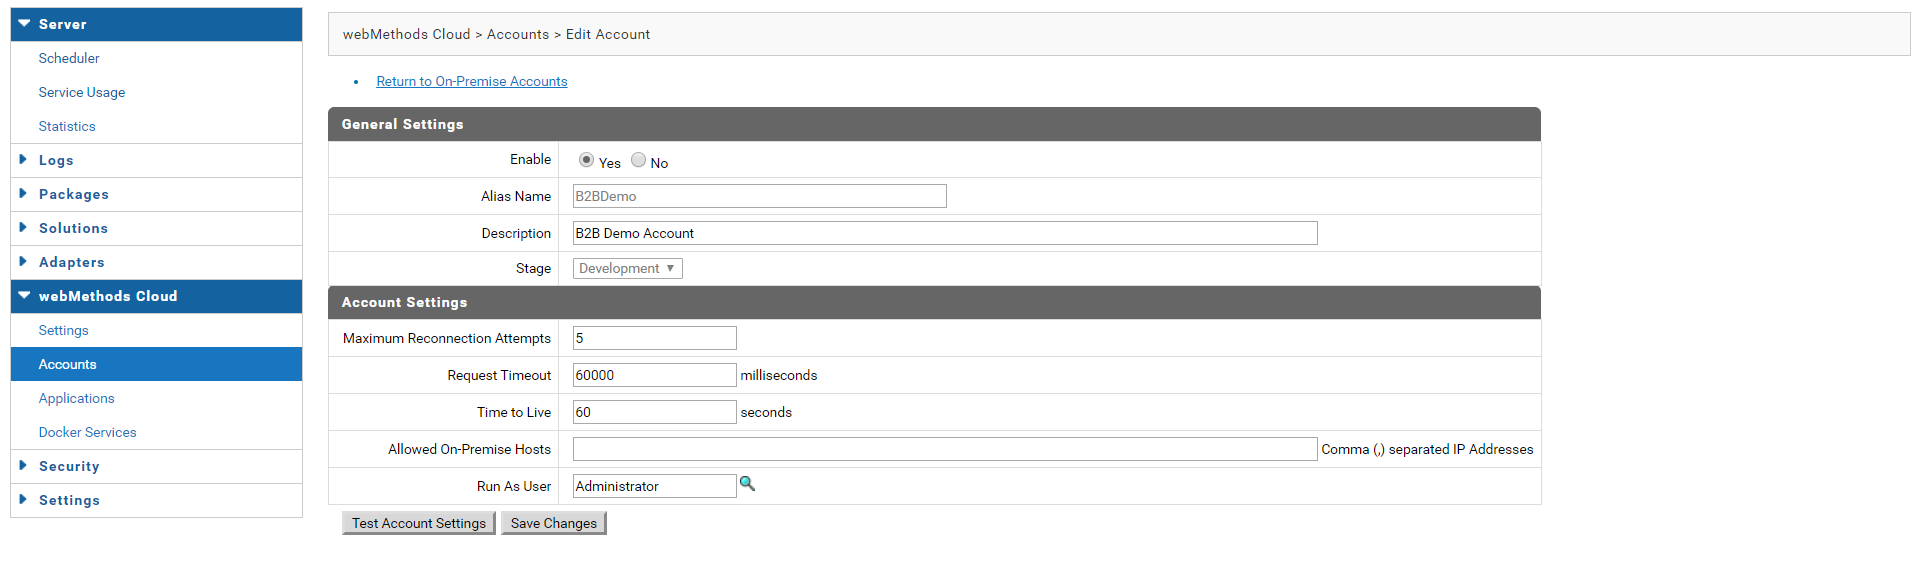 Server
Scheduler
Service Usage
Statistics
Logs
Packages
Solutions
Adapters
webMethods Cloud
Settings
Accounts
Applications
Docker Services
Security
Settings
webMethods Cloud > Accounts > Edit Account
Return to On-Premise Accounts
General Settings
Enable Yes No
Alias Name B2BDemo
Description B2B Demo Account
Stage Development
Account Settings
Maximum Reconnection Attempts 5
Request Timeout 60000 milliseconds
Time to Live 60 seconds
Allowed On-Premise Hosts Comma (,) separated IP Addresses
Run As User Administrator
Test Account Settings Save Changes